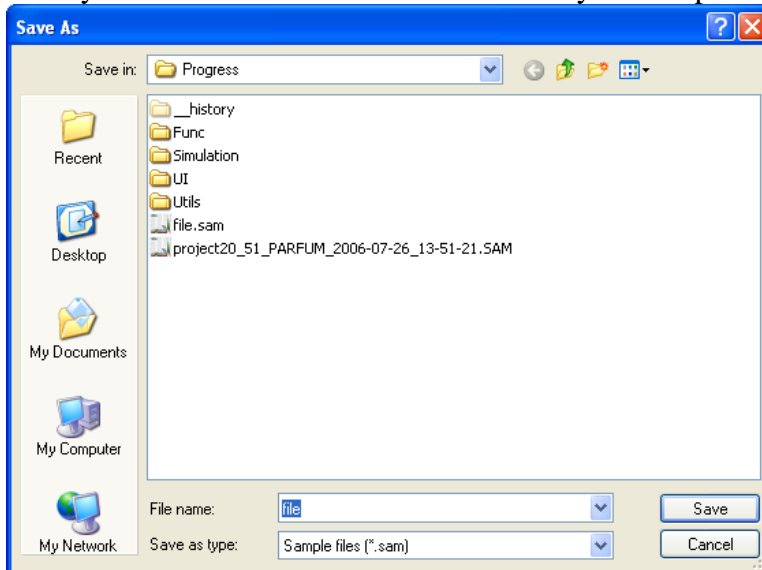 Save As
Save in: Progress
__history
Func
Simulation
UI
Utils
file.sam
project20_51_PARFUM_2006-07-26_13-51-21.SAM
Recent
Desktop
My Documents
My Computer
My Network
File name: file
Save
Save as type: Sample files (*.sam)
Cancel